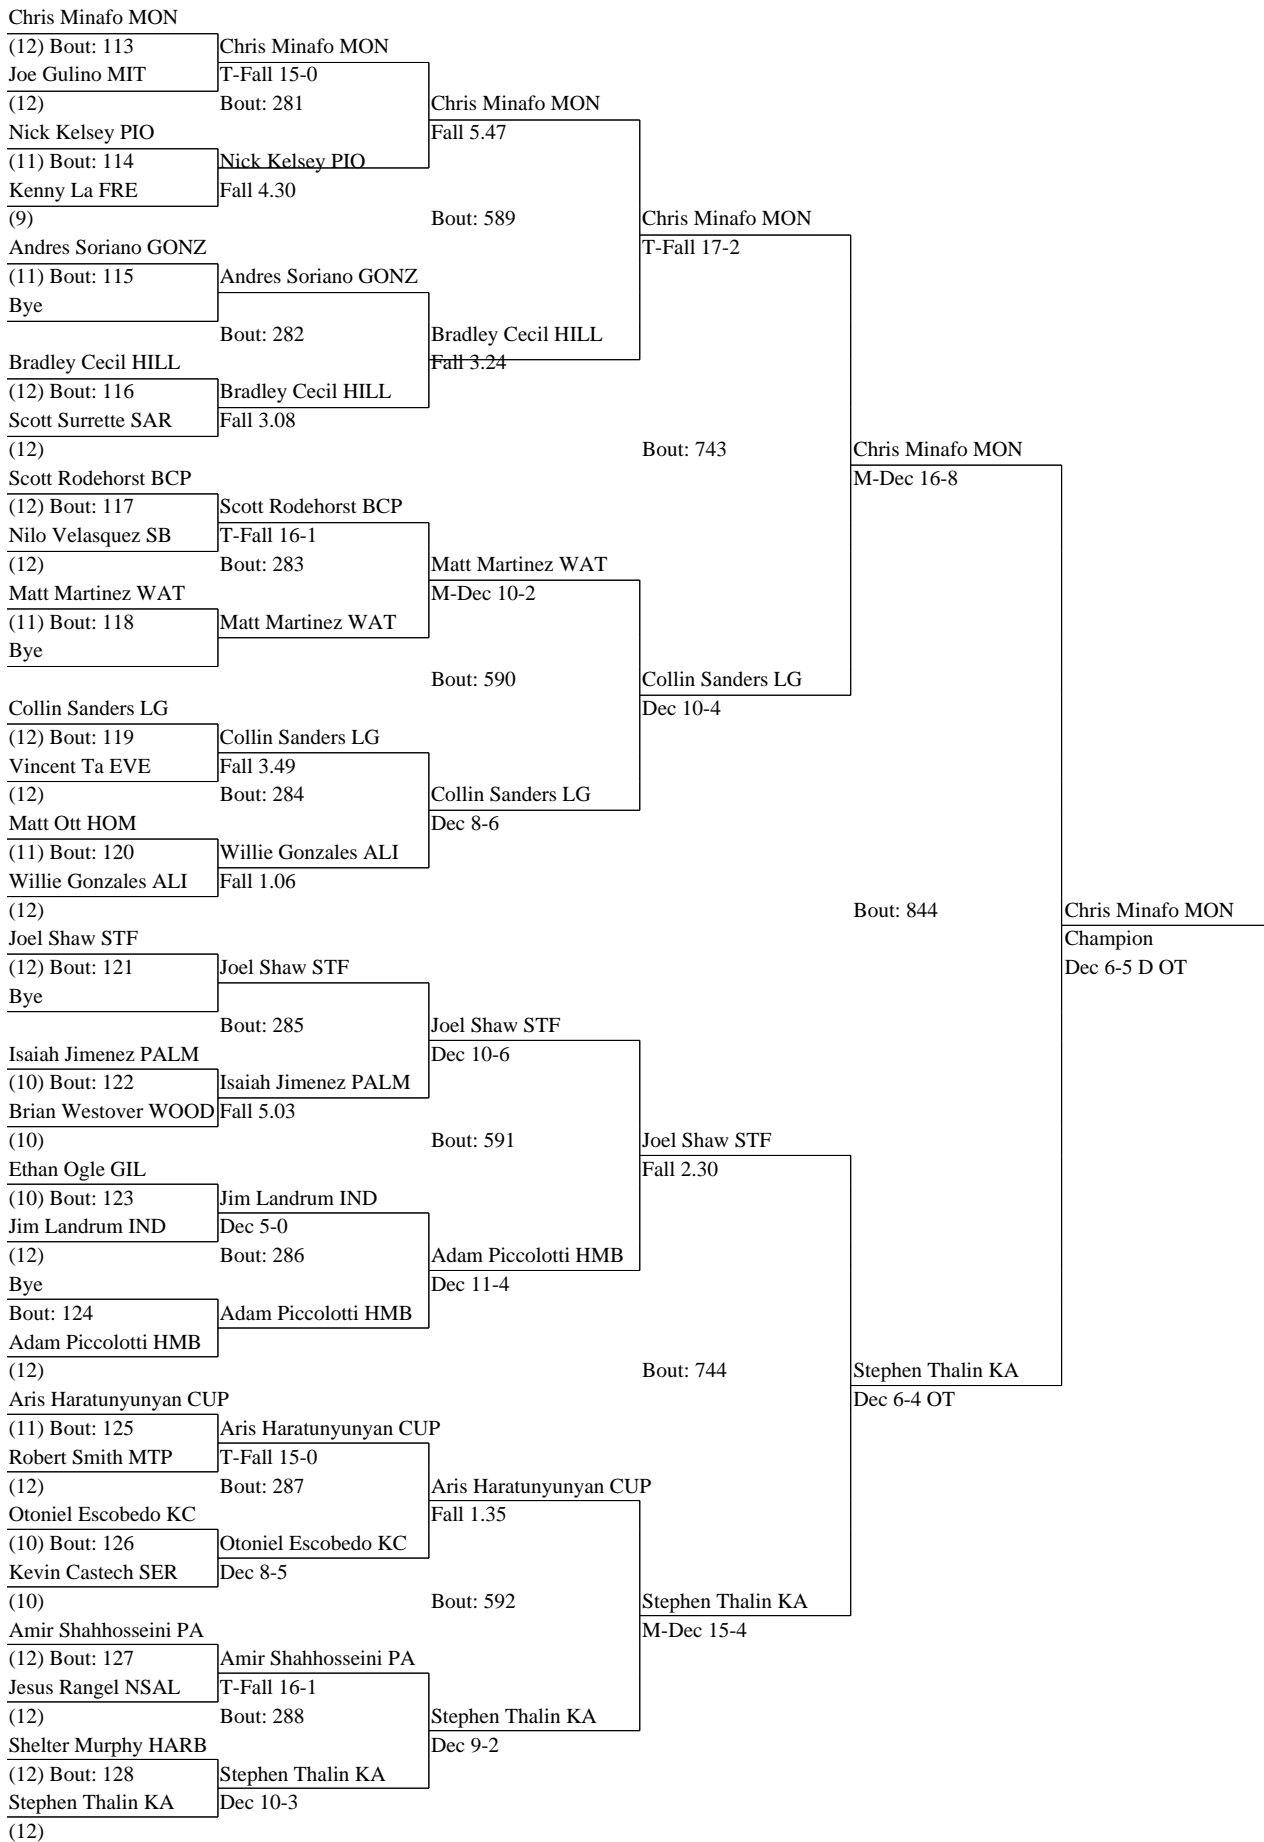 Chris Minafo MON
(12) Bout: 113
Joe Gulino MIT
(12)
Nick Kelsey PIO
(11) Bout: 114
Kenny La FRE
(9)
Andres Soriano GONZ
(11) Bout: 115
Bye
Bradley Cecil HILL
(12) Bout: 116
Scott Surrette SAR
(12)
Scott Rodehorst BCP
(12) Bout: 117
Nilo Velasquez SB
(12)
Matt Martinez WAT
(11) Bout: 118
Bye
Collin Sanders LG
(12) Bout: 119
Vincent Ta EVE
(12)
Matt Ott HOM
(11) Bout: 120
Willie Gonzales ALI
(12)
Joel Shaw STF
(12) Bout: 121
Bye
Isaiah Jimenez PALM
(10) Bout: 122
Brian Westover WOOD
(10)
Ethan Ogle GIL
(10) Bout: 123
Jim Landrum IND
(12)
Bye
Bout: 124
Adam Piccolotti HMB
(12)
Aris Haratunyunyan CUP
(11) Bout: 125
Robert Smith MTP
(12)
Otoniel Escobedo KC
(10) Bout: 126
Kevin Castech SER
(10)
Amir Shahhosseini PA
(12) Bout: 127
Jesus Rangel NSAL
(12)
Shelter Murphy HARB
(12) Bout: 128
Stephen Thalin KA
(12)
Chris Minafo MON
T-Fall 15-0
Bout: 281
Nick Kelsey PIO
Fall 4.30
Andres Soriano GONZ
Bout: 282
Bradley Cecil HILL
Fall 3.08
Scott Rodehorst BCP
T-Fall 16-1
Bout: 283
Matt Martinez WAT
Collin Sanders LG
Fall 3.49
Bout: 284
Willie Gonzales ALI
Fall 1.06
Joel Shaw STF
Bout: 285
Isaiah Jimenez PALM
Fall 5.03
Jim Landrum IND
Dec 5-0
Bout: 286
Adam Piccolotti HMB
Aris Haratunyunyan CUP
T-Fall 15-0
Bout: 287
Otoniel Escobedo KC
Dec 8-5
Amir Shahhosseini PA
T-Fall 16-1
Bout: 288
Stephen Thalin KA
Dec 10-3
Chris Minafo MON
Fall 5.47
Bout: 589
Bradley Cecil HILL
Fall 3.24
Matt Martinez WAT
M-Dec 10-2
Bout: 590
Collin Sanders LG
Dec 8-6
Joel Shaw STF
Dec 10-6
Bout: 591
Adam Piccolotti HMB
Dec 11-4
Aris Haratunyunyan CUP
Fall 1.35
Bout: 592
Stephen Thalin KA
Dec 9-2
Chris Minafo MON
T-Fall 17-2
Bout: 743
Collin Sanders LG
Dec 10-4
Joel Shaw STF
Fall 2.30
Bout: 744
Stephen Thalin KA
M-Dec 15-4
Chris Minafo MON
M-Dec 16-8
Bout: 844
Stephen Thalin KA
Dec 6-4 OT
Chris Minafo MON
Champion
Dec 6-5 D OT